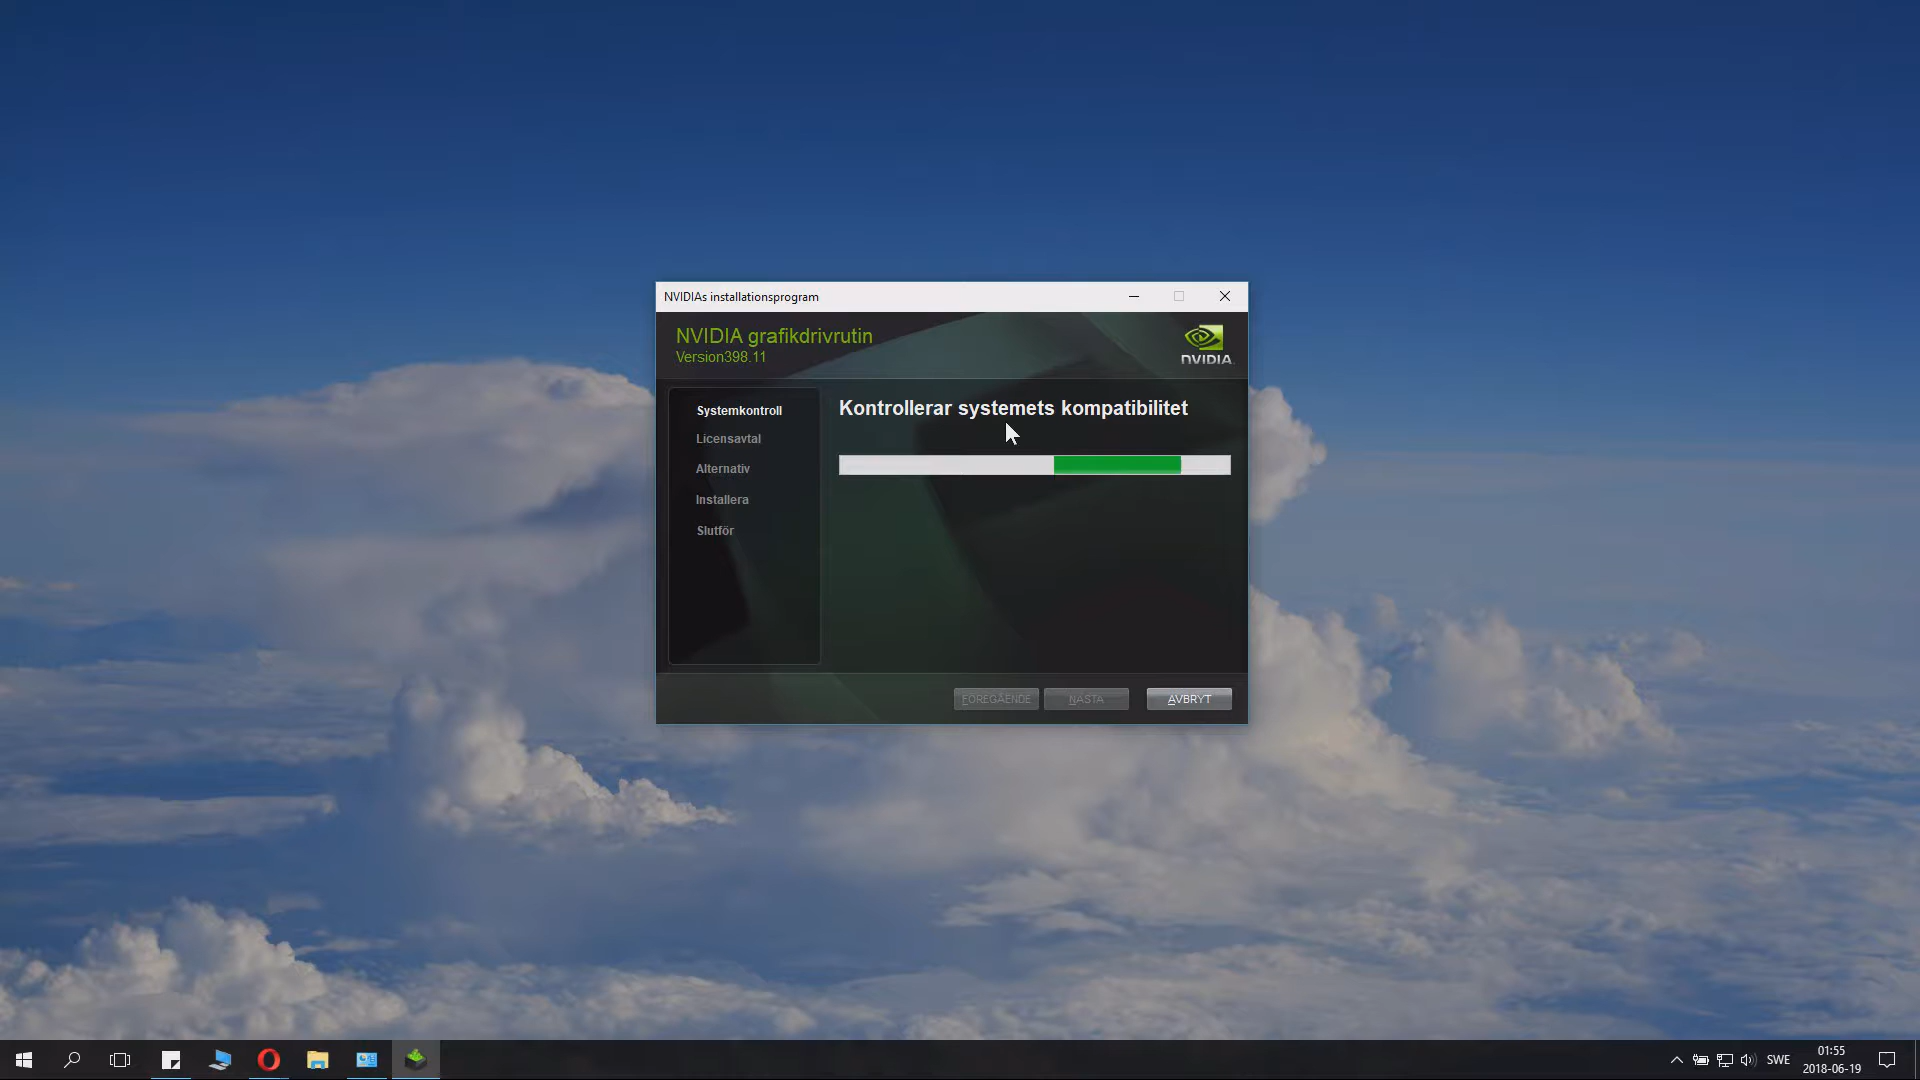 NVIDIAs installationsprogram
NVIDIA grafikdrivrutin
Version398.11
NVIDIA.
Systemkontroll
Licensavtal
Alternativ
Installera
Slutför
Kontrollerar systemets kompatibilitet
FÖREGÅENDE
NÄSTA
AVBRYT
SWE
01:55
2018-06-19